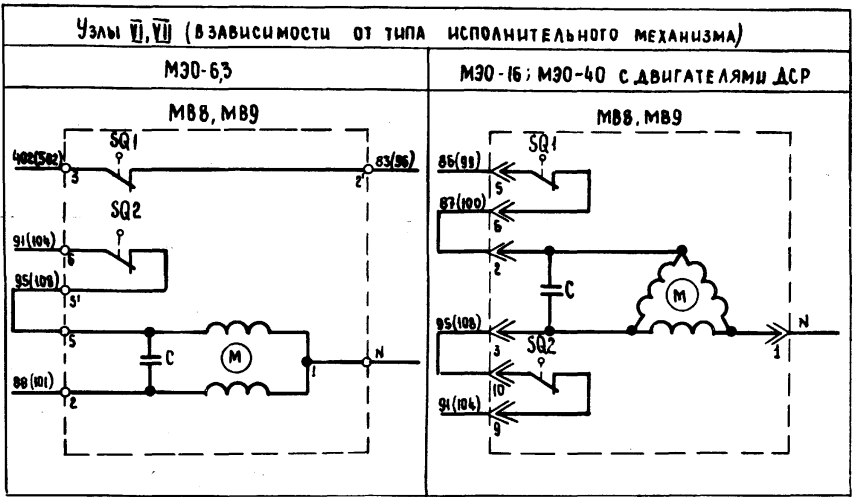 Узлы VI, VII (в зависимости от типа исполнительного механизма)
МЭО-6,3
МЭО-16; МЭО-40 с двигателями ДСР
МВ8, МВ9
SQ1
402(502)
3
2'
83(96)
SQ2
91(104)
6
95(108)
5'
5
C
M
1
N
88(101)
2
МВ8, МВ9
SQ1
86(99)
5
87(100)
6
2
C
M
95(108)
3
N
1
SQ2
10
91(104)
9